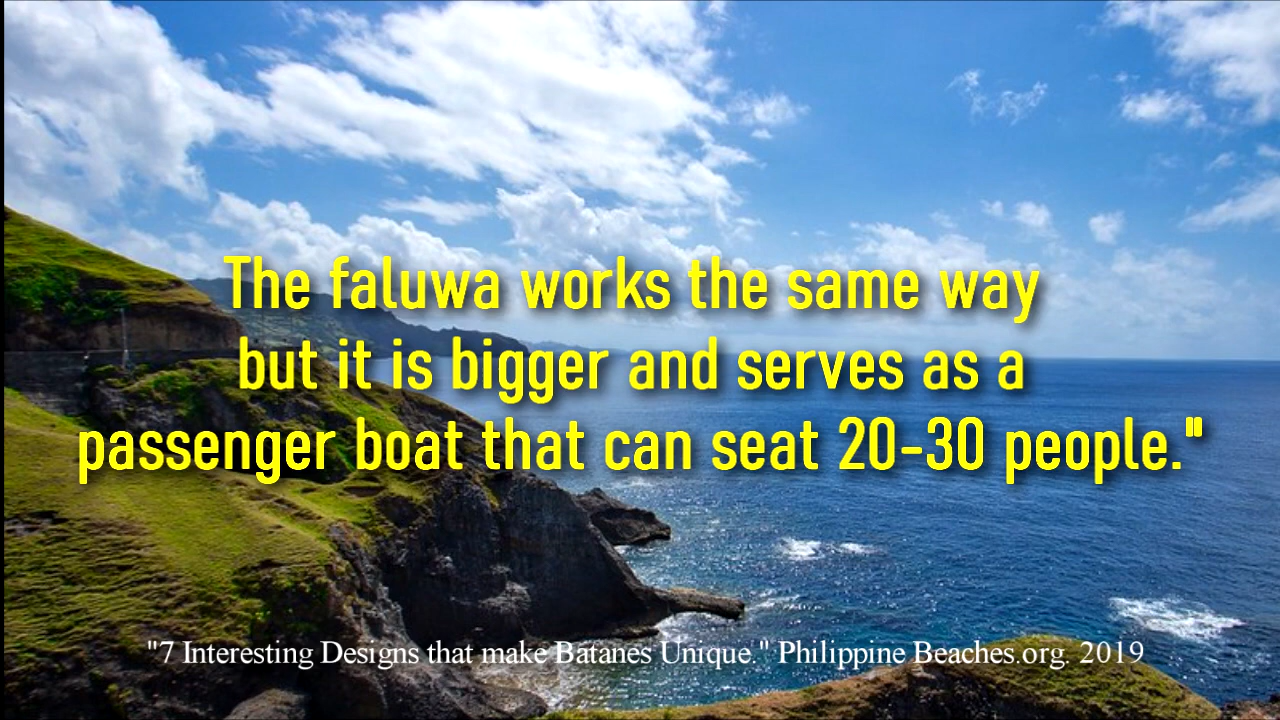 The faluwa works the same way
but it is bigger and serves as a
passenger boat that can seat 20-30 people."
"7 Interesting Designs that make Batanes Unique." Philippine Beaches.org. 2019